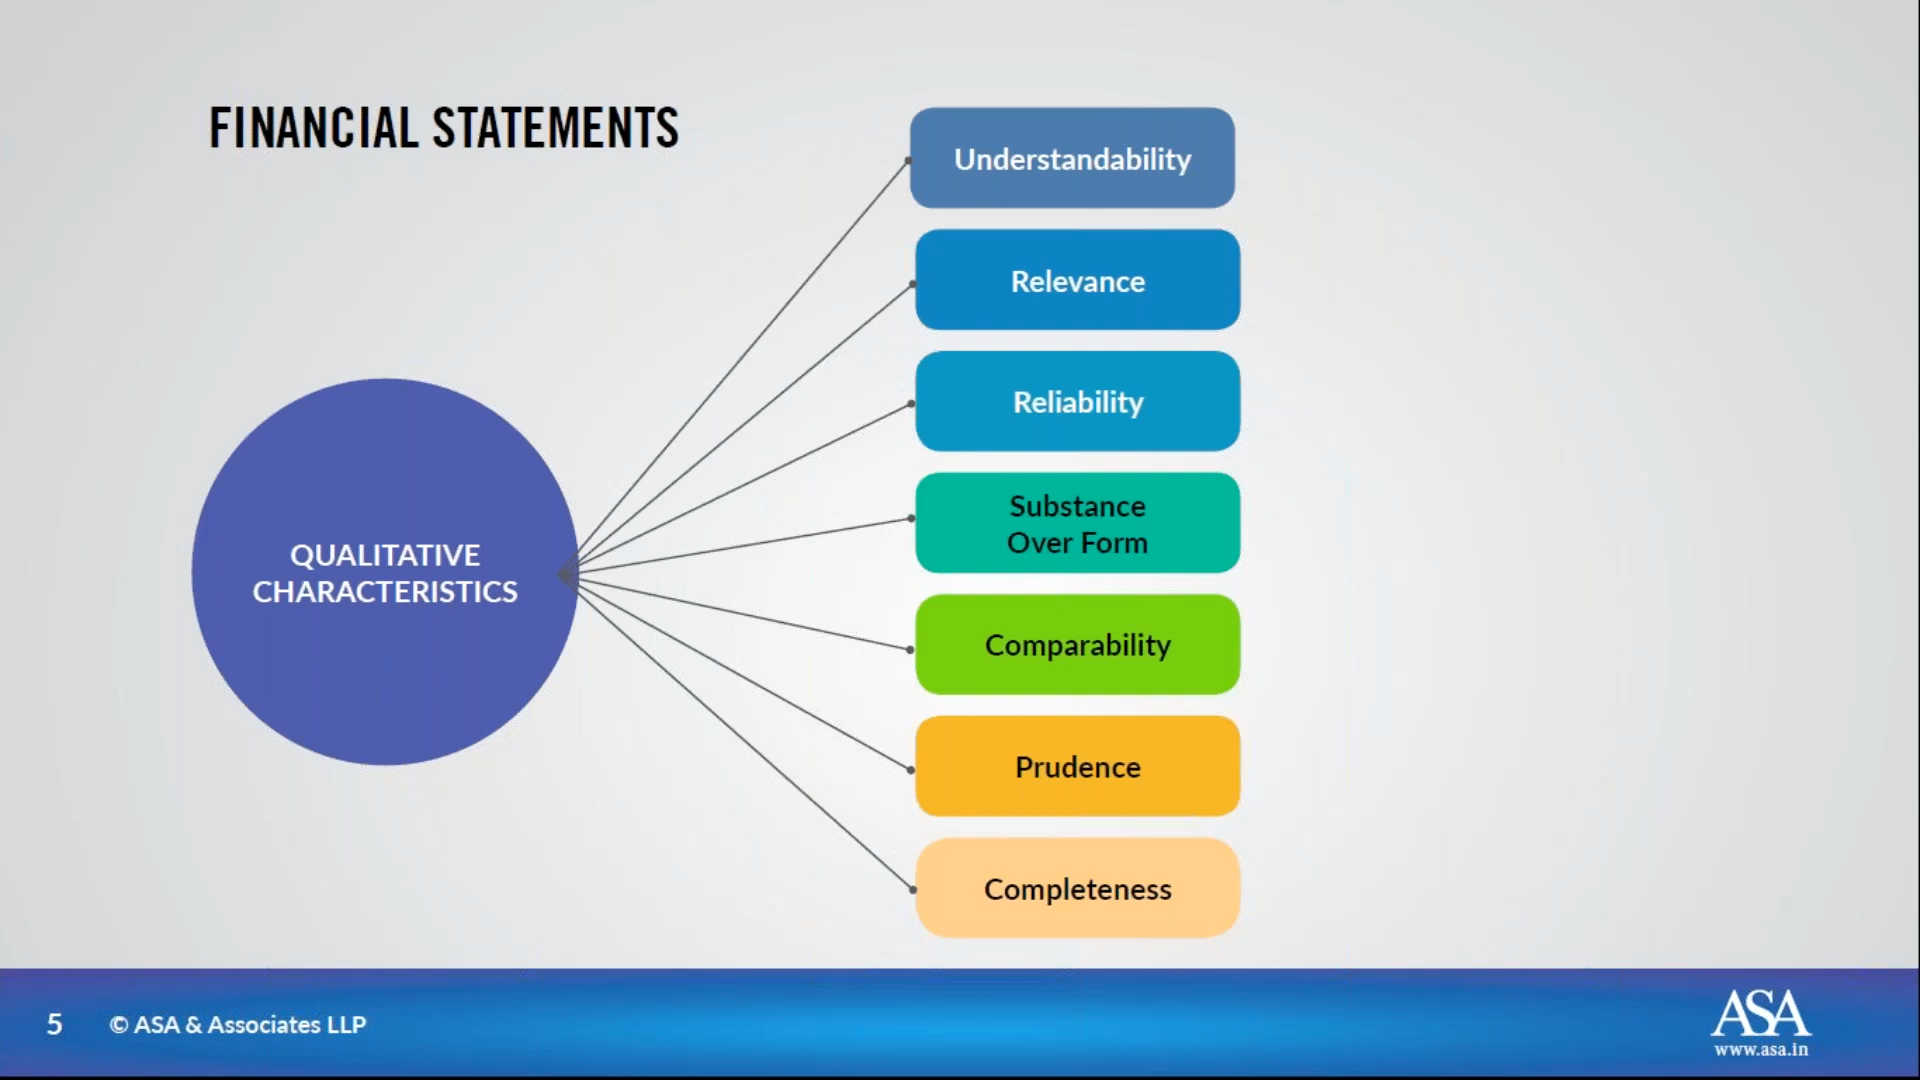 FINANCIAL STATEMENTS
Understandability
Relevance
Reliability
Substance
Over Form
Comparability
Prudence
Completeness
QUALITATIVE
CHARACTERISTICS
5
© ASA & Associates LLP
ASA
www.asa.in